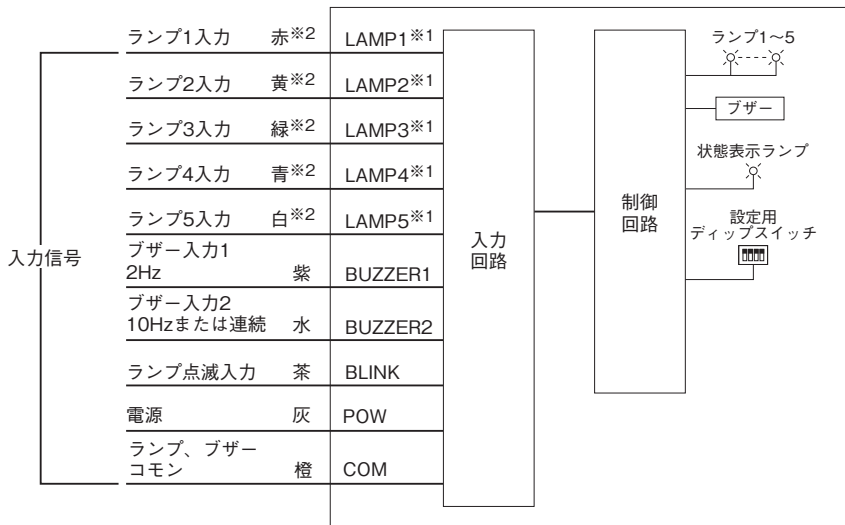 ランプ1入力 赤※2 LAMP1※1
ランプ2入力 黄※2 LAMP2※1
ランプ3入力 緑※2 LAMP3※1
ランプ4入力 青※2 LAMP4※1
ランプ5入力 白※2 LAMP5※1
ブザー入力1
2Hz 紫 BUZZER1
ブザー入力2
10Hzまたは連続 水 BUZZER2
ランプ点滅入力 茶 BLINK
電源 灰 POW
ランプ、ブザー
コモン 橙 COM
入力信号
入力
回路
制御
回路
ランプ1〜5
ブザー
状態表示ランプ
設定用
ディップスイッチ